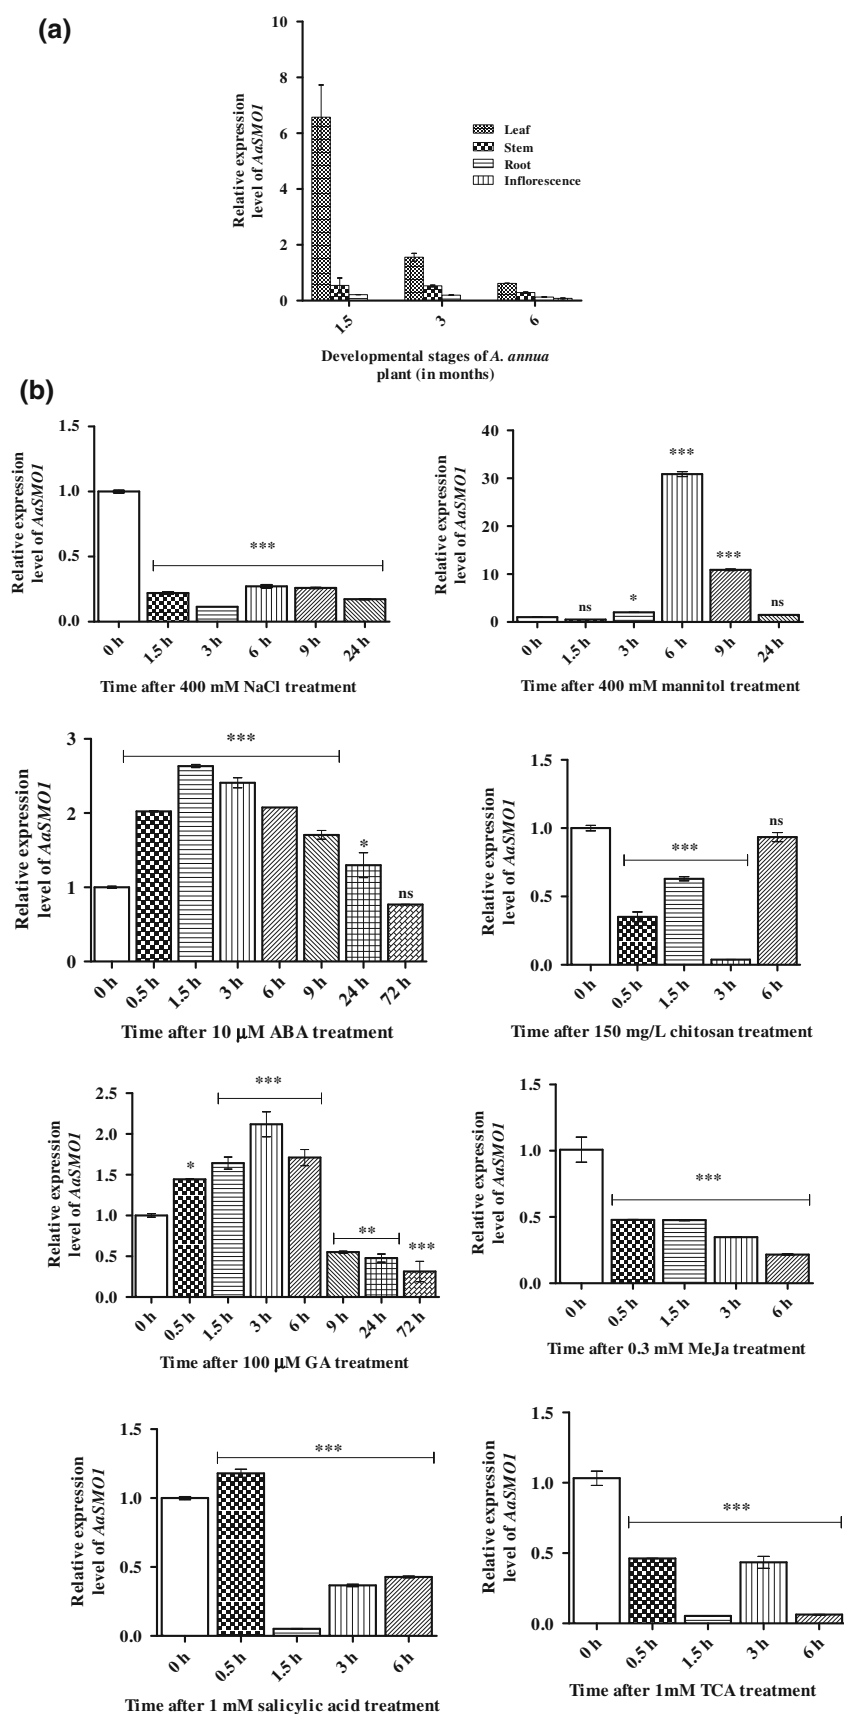 (a)
Relative expression
level of AaSMO1
10
8
6
4
2
0
Leaf
Stem
Root
Inflorescence
1.5
3
6
Developmental stages of A. annua
plant (in months)
(b)
Relative expression
level of AaSMO1
1.5
1.0
0.5
0.0
***
0 h
1.5 h
3 h
6 h
9 h
24 h
Time after 400 mM NaCl treatment
Relative expression
level of AaSMO1
40
30
20
10
0
ns
*
***
***
ns
0 h
1.5 h
3 h
6 h
9 h
24 h
Time after 400 mM mannitol treatment
Relative expression
level of AaSMO1
3
2
1
0
***
*
ns
0 h
0.5 h
1.5 h
3 h
6 h
9 h
24 h
72 h
Time after 10 µM ABA treatment
Relative expression
level of AaSMO1
1.5
1.0
0.5
0.0
***
ns
0 h
0.5 h
1.5 h
3 h
6 h
Time after 150 mg/L chitosan treatment
Relative expression
level of AaSMO1
2.5
2.0
1.5
1.0
0.5
0.0
*
***
**
***
0 h
0.5 h
1.5 h
3 h
6 h
9 h
24 h
72 h
Time after 100 µM GA treatment
Relative expression
level of AaSMO1
1.5
1.0
0.5
0.0
***
0 h
0.5 h
1.5 h
3 h
6 h
Time after 0.3 mM MeJa treatment
Relative expression
level of AaSMO1
1.5
1.0
0.5
0.0
***
0 h
0.5 h
1.5 h
3 h
6 h
Time after 1 mM salicylic acid treatment
Relative expression
level of AaSMO1
1.5
1.0
0.5
0.0
***
0 h
0.5 h
1.5 h
3 h
6 h
Time after 1mM TCA treatment